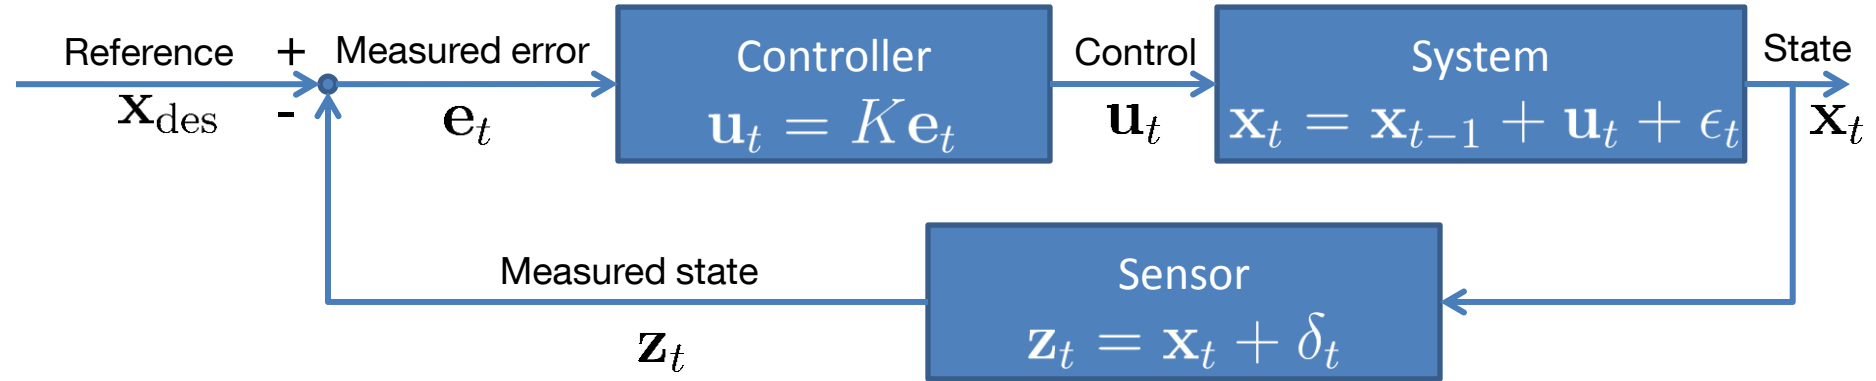 Reference
+
-
x_des
Measured error
e_t
Controller
u_t = Ke_t
Control
u_t
System
x_t = x_{t-1} + u_t + ϵ_t
State
x_t
Measured state
z_t
Sensor
z_t = x_t + δ_t